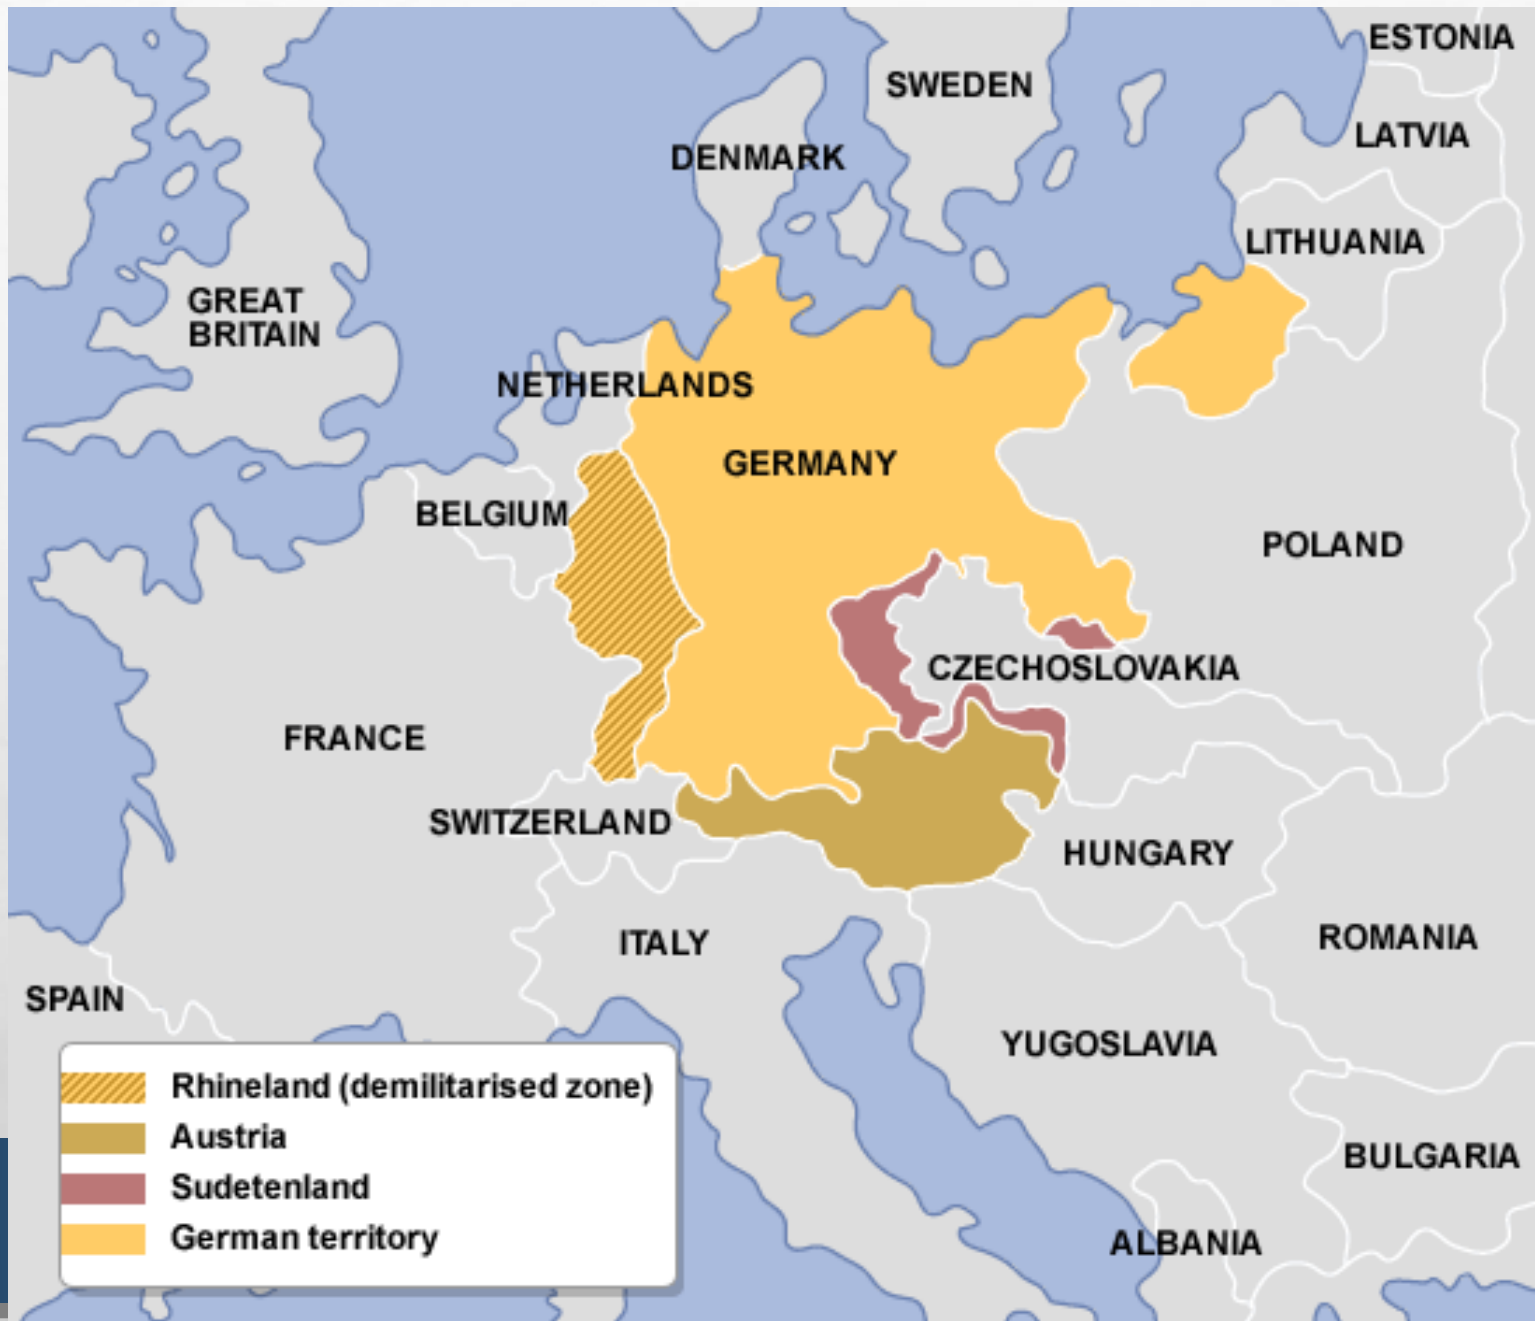 ESTONIA
SWEDEN
LATVIA
DENMARK
LITHUANIA
GREAT
BRITAIN
NETHERLANDS
GERMANY
BELGIUM
POLAND
CZECHOSLOVAKIA
FRANCE
SWITZERLAND
HUNGARY
ITALY
ROMANIA
SPAIN
YUGOSLAVIA
BULGARIA
ALBANIA
Rhineland (demilitarised zone)
Austria
Sudetenland
German territory